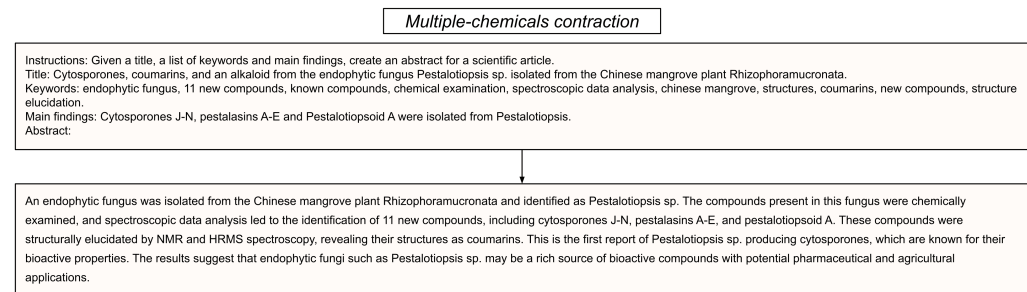 Multiple-chemicals contraction
Instructions: Given a title, a list of keywords and main findings, create an abstract for a scientific article.
Title: Cytosporones, coumarins, and an alkaloid from the endophytic fungus Pestalotiopsis sp. isolated from the Chinese mangrove plant Rhizophoramucronata.
Keywords: endophytic fungus, 11 new compounds, known compounds, chemical examination, spectroscopic data analysis, chinese mangrove, structures, coumarins, new compounds, structure
elucidation.
Main findings: Cytosporones J-N, pestalasins A-E and Pestalotiopsoid A were isolated from Pestalotiopsis.
Abstract:
An endophytic fungus was isolated from the Chinese mangrove plant Rhizophoramucronata and identified as Pestalotiopsis sp. The compounds present in this fungus were chemically
examined, and spectroscopic data analysis led to the identification of 11 new compounds, including cytosporones J-N, pestalasins A-E, and pestalotiopsoid A. These compounds were
structurally elucidated by NMR and HRMS spectroscopy, revealing their structures as coumarins. This is the first report of Pestalotiopsis sp. producing cytosporones, which are known for their
bioactive properties. The results suggest that endophytic fungi such as Pestalotiopsis sp. may be a rich source of bioactive compounds with potential pharmaceutical and agricultural
applications.